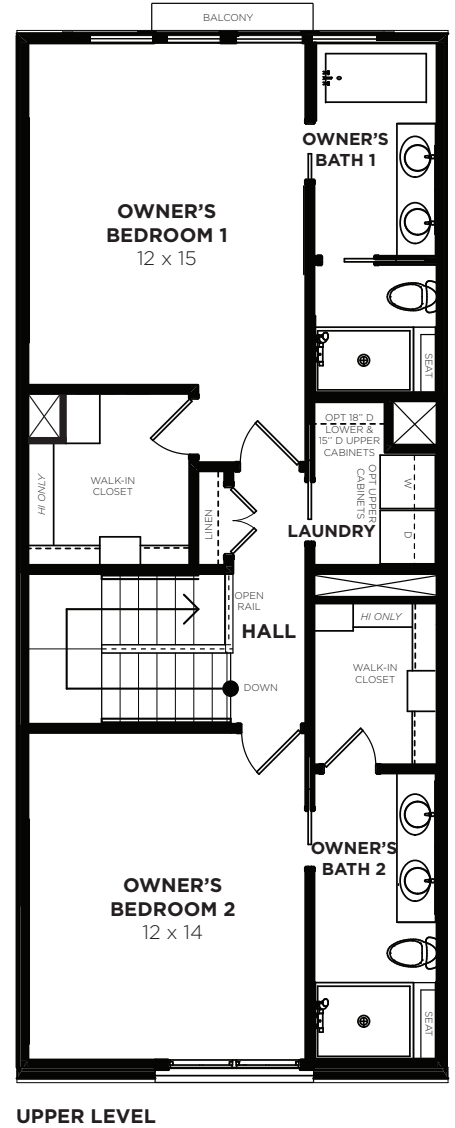 BALCONY
OWNER'S
BATH 1
OWNER'S
BEDROOM 1
12 x 15
SEAT
OPT 18" D
LOWER &
15" D UPPER
CABINETS
OPT UPPER
CABINETS
W
D
LAUNDRY
HI ONLY
WALK-IN
CLOSET
LINEN
OPEN
RAIL
HALL
DOWN
HI ONLY
WALK-IN
CLOSET
OWNER'S
BATH 2
OWNER'S
BEDROOM 2
12 x 14
SEAT
UPPER LEVEL